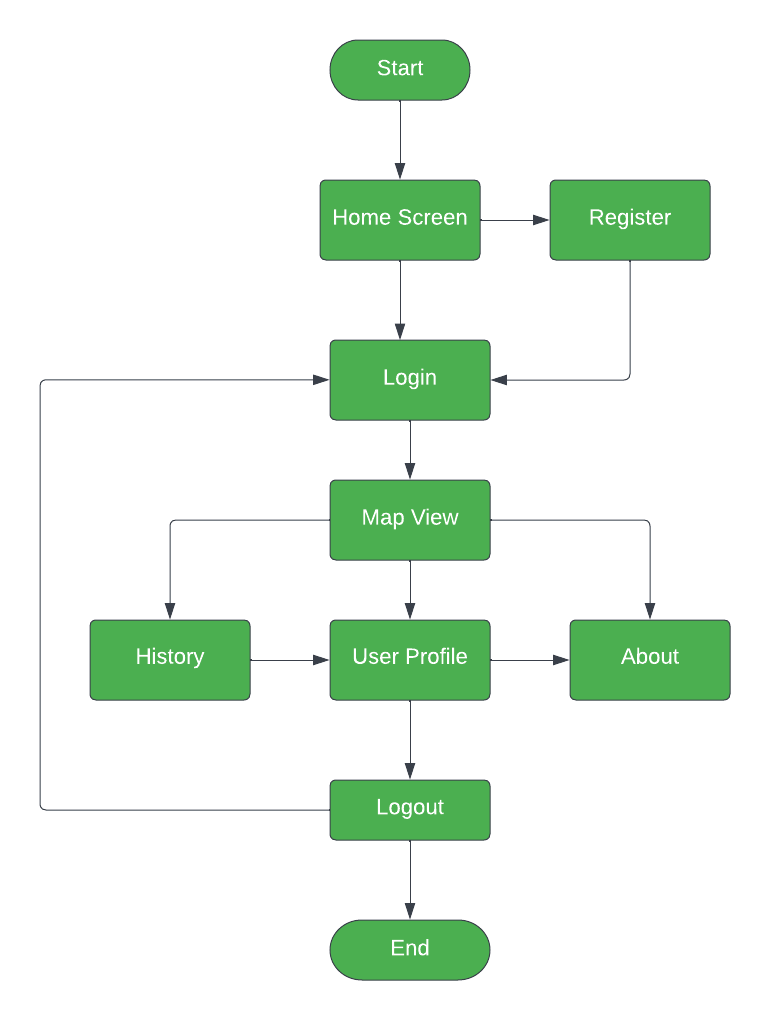 Start
Home Screen
Register
Login
Map View
History
User Profile
About
Logout
End